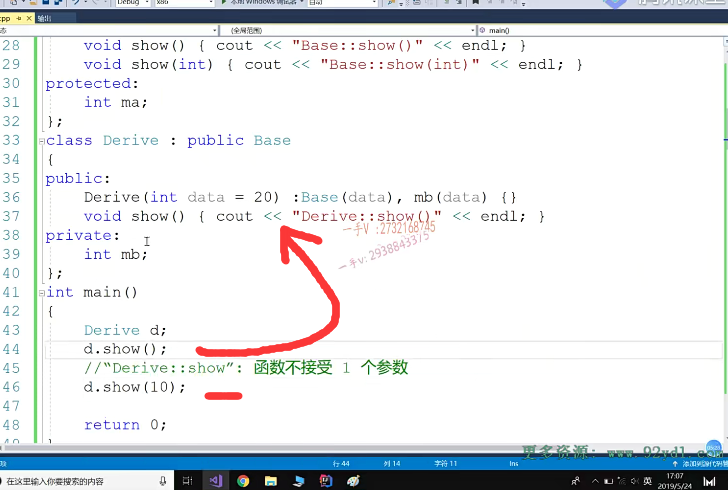 Debug
x86
本地 Windows 调试器
自动
cpp
输出
(全局范围)
main()
28 void show() { cout << "Base::show()" << endl; }
29 void show(int) { cout << "Base::show(int)" << endl; }
30 protected:
31 int ma;
32 };
33 class Derive : public Base
34 {
35 public:
36 Derive(int data = 20) :Base(data), mb(data) {}
37 void show() { cout << "Derive::show()" << endl; }
一手V :2732168745
38 private:
一手v: 2938843375
39 int mb;
40 };
41 int main()
42 {
43 Derive d;
44 d.show();
45 //“Derive::show”: 函数不接受 1 个参数
46 d.show(10);
47
48 return 0;
49 }
更多资源: www.92ydl.com
行 44
列 14
字符 11
Ins
添加到源代码管理
在这里输入你要搜索的内容
英
17:07
2019/5/24